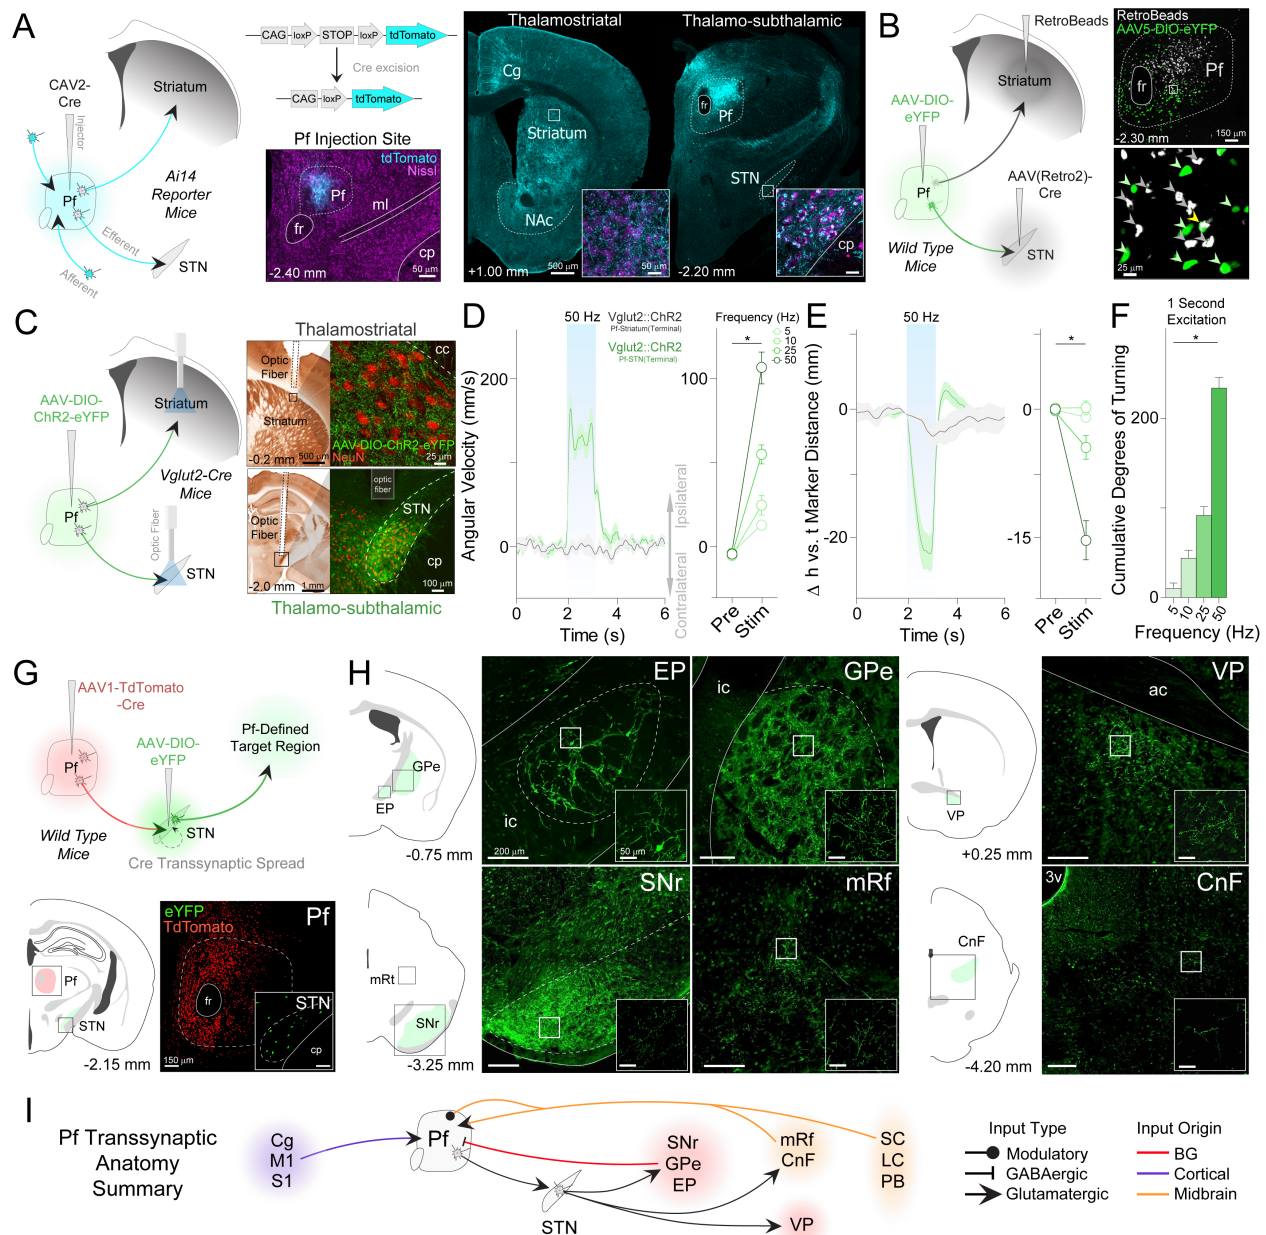 A
CAV2-
Cre
Injector
Striatum
Pf
Ai14
Reporter
Mice
Efferent
Afferent
STN
CAG
loxP
STOP
loxP
tdTomato
Cre excision
CAG
loxP
tdTomato
Pf Injection Site
tdTomato
Nissl
Pf
fr
ml
cp
-2.40 mm
50 µm
Thalamostriatal
Cg
Striatum
NAc
+1.00 mm
500 µm
50 µm
Thalamo-subthalamic
fr
Pf
STN
cp
-2.20 mm
B
RetroBeads
Striatum
AAV-DIO-
eYFP
Pf
AAV(Retro2)-
Cre
Wild Type
Mice
STN
RetroBeads
AAV5-DIO-eYFP
Pf
fr
-2.30 mm
150 µm
25 µm
C
AAV-DIO-
ChR2-eYFP
Striatum
Vglut2-Cre
Mice
Pf
Optic Fiber
STN
Thalamostriatal
Optic
Fiber
Striatum
-0.2 mm
500 µm
cc
AAV-DIO-ChR2-eYFP
NeuN
25 µm
Optic
Fiber
-2.0 mm
1 mm
optic
fiber
STN
cp
100 µm
Thalamo-subthalamic
D
50 Hz
Vglut2::ChR2
Pf-Striatum(Terminal)
Vglut2::ChR2
Pf-STN(Terminal)
Angular Velocity (mm/s)
200
0
0
2
4
6
Time (s)
Ipsilateral
Contralateral
Frequency (Hz)
5
10
25
50
*
100
0
Pre
Stim
E
50 Hz
Δ h vs. t Marker Distance (mm)
0
-20
0
2
4
6
Time (s)
*
0
-15
Pre
Stim
F
1 Second
Excitation
*
Cumulative Degrees of Turning
200
0
5
10
25
50
Frequency (Hz)
G
AAV1-TdTomato
-Cre
AAV-DIO-
eYFP
Pf-Defined
Target Region
Pf
STN
Wild Type
Mice
Cre Transsynaptic Spread
Pf
STN
-2.15 mm
eYFP
TdTomato
Pf
fr
STN
cp
150 µm
H
GPe
EP
-0.75 mm
EP
ic
200 µm
50 µm
GPe
ic
VP
+0.25 mm
VP
ac
mRt
SNr
-3.25 mm
SNr
mRf
CnF
-4.20 mm
3v
CnF
I
Pf Transsynaptic
Anatomy
Summary
Cg
M1
S1
Pf
STN
SNr
GPe
EP
mRf
CnF
VP
SC
LC
PB
Input Type
Modulatory
GABAergic
Glutamatergic
Input Origin
BG
Cortical
Midbrain